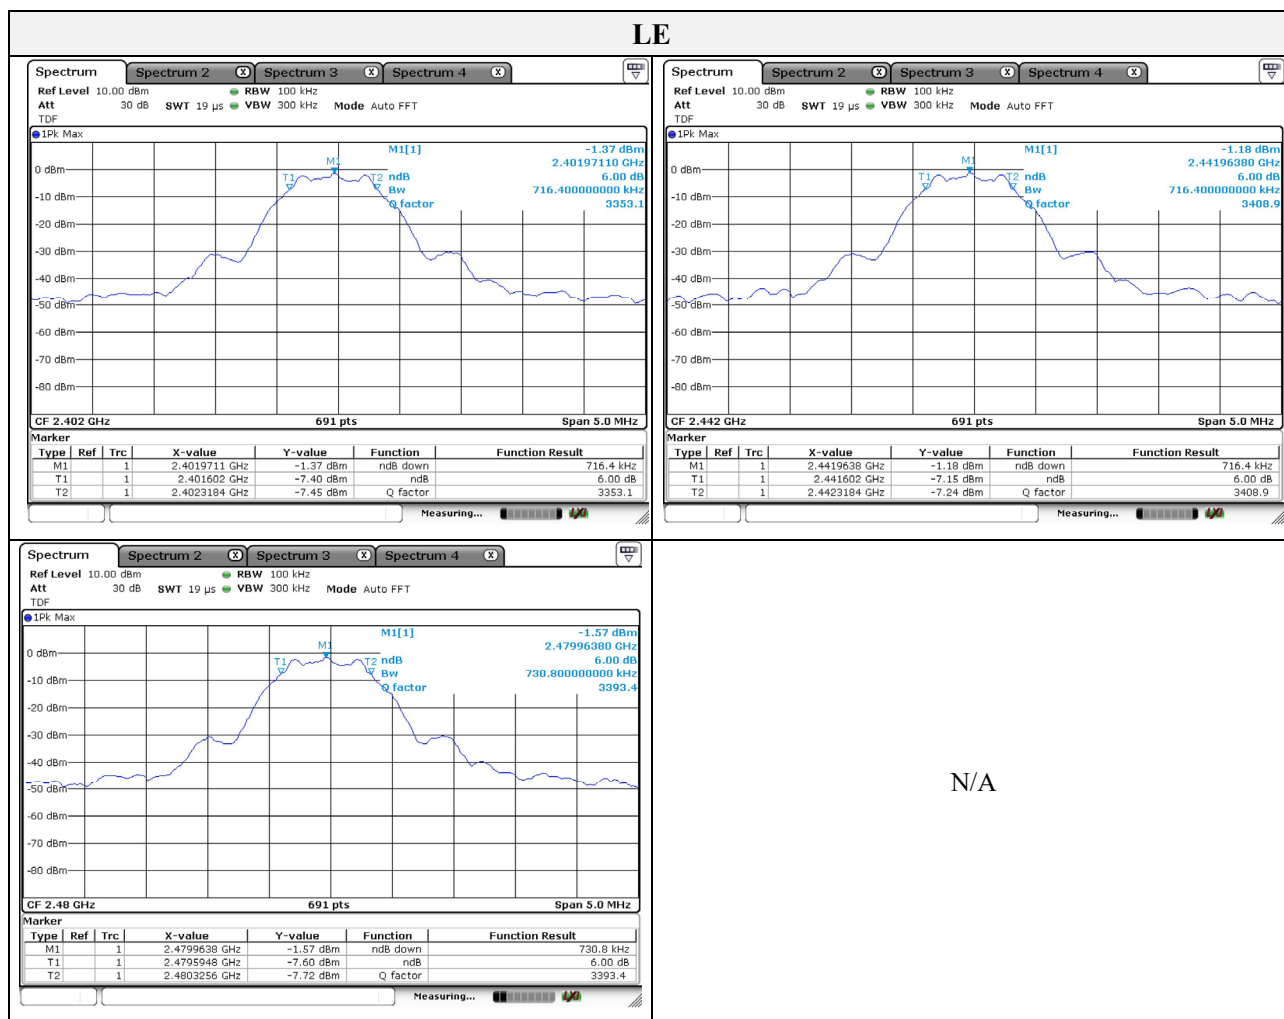 LE
Spectrum Spectrum 2 X Spectrum 3 X Spectrum 4 X
Ref Level 10.00 dBm RBW 100 kHz
Att 30 dB SWT 19 µs VBW 300 kHz Mode Auto FFT
TDF
1Pk Max
M1[1] -1.37 dBm
2.40197110 GHz
ndB 6.00 dB
Bw 716.400000000 kHz
Q factor 3353.1
M1
T1
T2
0 dBm
-10 dBm
-20 dBm
-30 dBm
-40 dBm
-50 dBm
-60 dBm
-70 dBm
-80 dBm
CF 2.402 GHz 691 pts Span 5.0 MHz
Marker
Type Ref Trc X-value Y-value Function Function Result
M1 1 2.4019711 GHz -1.37 dBm ndB down 716.4 kHz
T1 1 2.401602 GHz -7.40 dBm ndB 6.00 dB
T2 1 2.4023184 GHz -7.45 dBm Q factor 3353.1
Measuring... LXI
Spectrum Spectrum 2 X Spectrum 3 X Spectrum 4 X
Ref Level 10.00 dBm RBW 100 kHz
Att 30 dB SWT 19 µs VBW 300 kHz Mode Auto FFT
TDF
1Pk Max
M1[1] -1.18 dBm
2.44196380 GHz
ndB 6.00 dB
Bw 716.400000000 kHz
Q factor 3408.9
M1
T1
T2
0 dBm
-10 dBm
-20 dBm
-30 dBm
-40 dBm
-50 dBm
-60 dBm
-70 dBm
-80 dBm
CF 2.442 GHz 691 pts Span 5.0 MHz
Marker
Type Ref Trc X-value Y-value Function Function Result
M1 1 2.4419638 GHz -1.18 dBm ndB down 716.4 kHz
T1 1 2.441602 GHz -7.15 dBm ndB 6.00 dB
T2 1 2.4423184 GHz -7.24 dBm Q factor 3408.9
Measuring... LXI
Spectrum Spectrum 2 X Spectrum 3 X Spectrum 4 X
Ref Level 10.00 dBm RBW 100 kHz
Att 30 dB SWT 19 µs VBW 300 kHz Mode Auto FFT
TDF
1Pk Max
M1[1] -1.57 dBm
2.47996380 GHz
ndB 6.00 dB
Bw 730.800000000 kHz
Q factor 3393.4
M1
T1
T2
0 dBm
-10 dBm
-20 dBm
-30 dBm
-40 dBm
-50 dBm
-60 dBm
-70 dBm
-80 dBm
CF 2.48 GHz 691 pts Span 5.0 MHz
Marker
Type Ref Trc X-value Y-value Function Function Result
M1 1 2.4799638 GHz -1.57 dBm ndB down 730.8 kHz
T1 1 2.4795948 GHz -7.60 dBm ndB 6.00 dB
T2 1 2.4803256 GHz -7.72 dBm Q factor 3393.4
Measuring... LXI
N/A